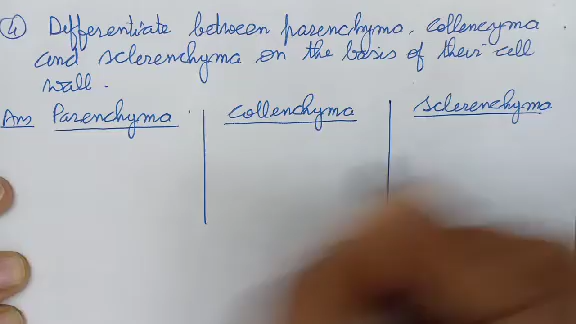 ④ Differentiate between parenchyma, collencyma
and sclerenchyma on the basis of their cell
wall.
Ans Parenchyma Collenchyma Sclerenchyma